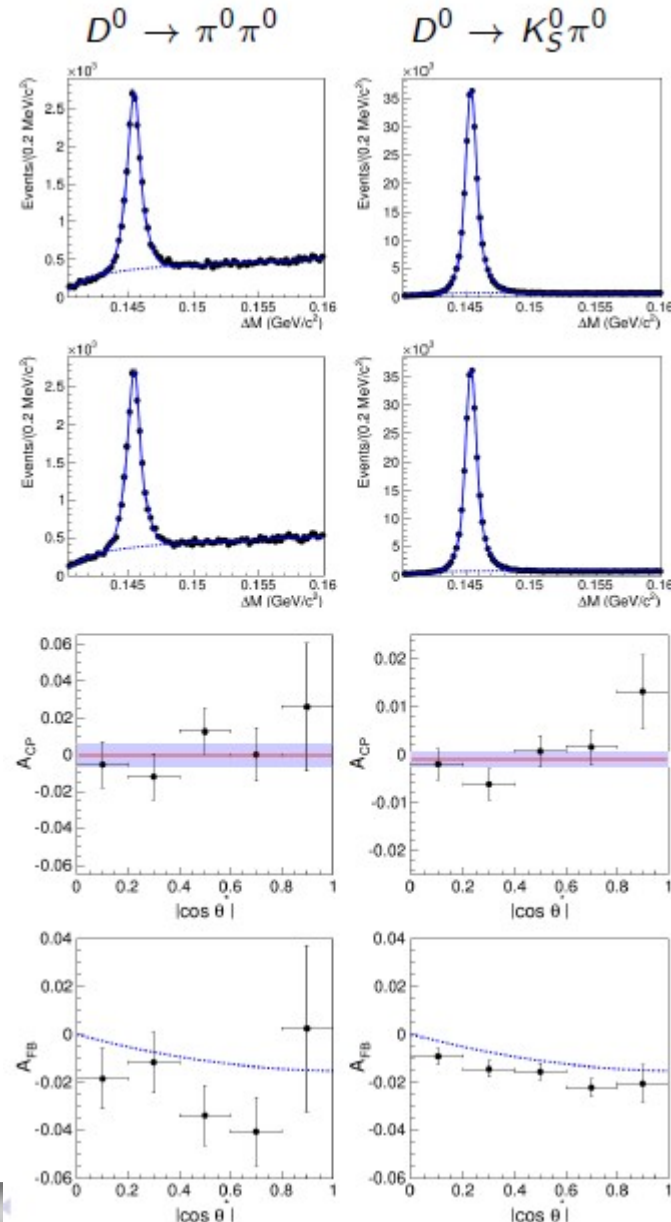 D⁰ → π⁰π⁰ D⁰ → K_S⁰π⁰
×10³ ×10³
Events/(0.2 MeV/c²) Events/(0.2 MeV/c²)
2.5 35
2 30
1.5 25
1 20
0.5 15
0 10
5
0
0.145 0.15 0.155 0.16 0.145 0.15 0.155 0.16
ΔM (GeV/c²) ΔM (GeV/c²)
×10³ ×10³
Events/(0.2 MeV/c²) Events/(0.2 MeV/c²)
2.5 35
2 30
1.5 25
1 20
0.5 15
0 10
5
0
0.145 0.15 0.155 0.16 0.145 0.15 0.155 0.16
ΔM (GeV/c²) ΔM (GeV/c²)
A_CP A_CP
0.06 0.02
0.04 0.01
0.02 0
0 -0.01
-0.02 -0.02
-0.04
-0.06
0 0.2 0.4 0.6 0.8 1 0 0.2 0.4 0.6 0.8 1
|cos θ*| |cos θ*|
A_FB A_FB
0.04 0.04
0.02 0.02
0 0
-0.02 -0.02
-0.04 -0.04
-0.06 -0.06
0 0.2 0.4 0.6 0.8 1 0 0.2 0.4 0.6 0.8 1
|cos θ*| |cos θ*|